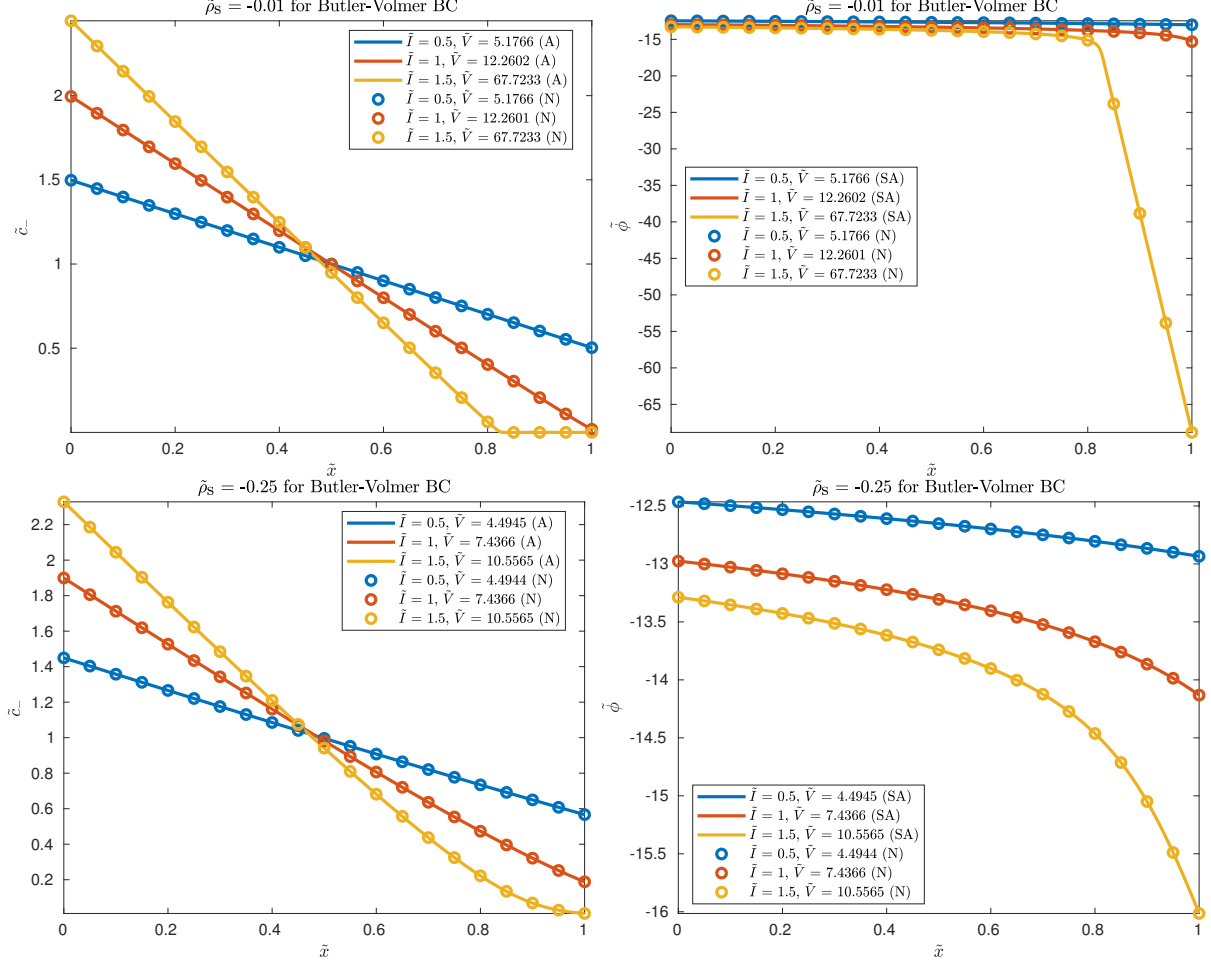 ρ̃s = -0.01 for Butler-Volmer BC
2
1.5
1
0.5
c̃₋
0 0.2 0.4 0.6 0.8 1
x̃
Ĩ = 0.5, Ṽ = 5.1766 (A)
Ĩ = 1, Ṽ = 12.2602 (A)
Ĩ = 1.5, Ṽ = 67.7233 (A)
Ĩ = 0.5, Ṽ = 5.1766 (N)
Ĩ = 1, Ṽ = 12.2601 (N)
Ĩ = 1.5, Ṽ = 67.7233 (N)
ρ̃s = -0.01 for Butler-Volmer BC
-15
-20
-25
-30
-35
-40
-45
-50
-55
-60
-65
ϕ̃
0 0.2 0.4 0.6 0.8 1
x̃
Ĩ = 0.5, Ṽ = 5.1766 (SA)
Ĩ = 1, Ṽ = 12.2602 (SA)
Ĩ = 1.5, Ṽ = 67.7233 (SA)
Ĩ = 0.5, Ṽ = 5.1766 (N)
Ĩ = 1, Ṽ = 12.2601 (N)
Ĩ = 1.5, Ṽ = 67.7233 (N)
ρ̃s = -0.25 for Butler-Volmer BC
2.2
2
1.8
1.6
1.4
1.2
1
0.8
0.6
0.4
0.2
c̃₋
0 0.2 0.4 0.6 0.8 1
x̃
Ĩ = 0.5, Ṽ = 4.4945 (A)
Ĩ = 1, Ṽ = 7.4366 (A)
Ĩ = 1.5, Ṽ = 10.5565 (A)
Ĩ = 0.5, Ṽ = 4.4944 (N)
Ĩ = 1, Ṽ = 7.4366 (N)
Ĩ = 1.5, Ṽ = 10.5565 (N)
ρ̃s = -0.25 for Butler-Volmer BC
-12.5
-13
-13.5
-14
-14.5
-15
-15.5
-16
ϕ̃
0 0.2 0.4 0.6 0.8 1
x̃
Ĩ = 0.5, Ṽ = 4.4945 (SA)
Ĩ = 1, Ṽ = 7.4366 (SA)
Ĩ = 1.5, Ṽ = 10.5565 (SA)
Ĩ = 0.5, Ṽ = 4.4944 (N)
Ĩ = 1, Ṽ = 7.4366 (N)
Ĩ = 1.5, Ṽ = 10.5565 (N)